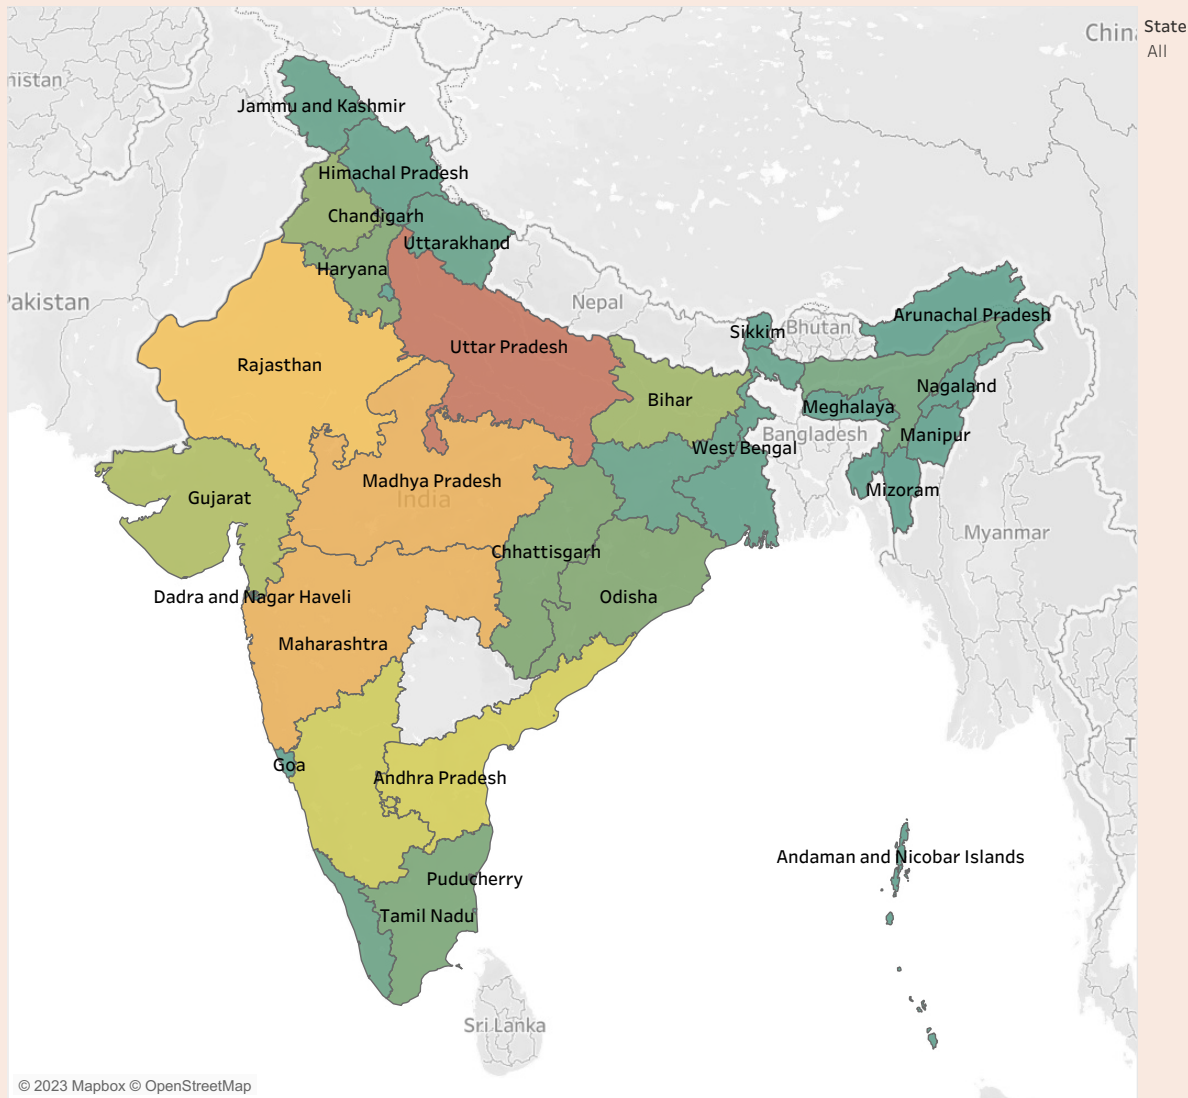 China
State
All
nistan
Jammu and Kashmir
Himachal Pradesh
Chandigarh
Uttarakhand
Haryana
Pakistan
Nepal
Arunachal Pradesh
Sikkim
Bhutan
Uttar Pradesh
Rajasthan
Nagaland
Bihar
Meghalaya
Bangladesh
Manipur
West Bengal
Madhya Pradesh
India
Gujarat
Mizoram
Myanmar
Chhattisgarh
Dadra and Nagar Haveli
Odisha
Maharashtra
T
Goa
Andhra Pradesh
Andaman and Nicobar Islands
Puducherry
Tamil Nadu
Sri Lanka
© 2023 Mapbox © OpenStreetMap